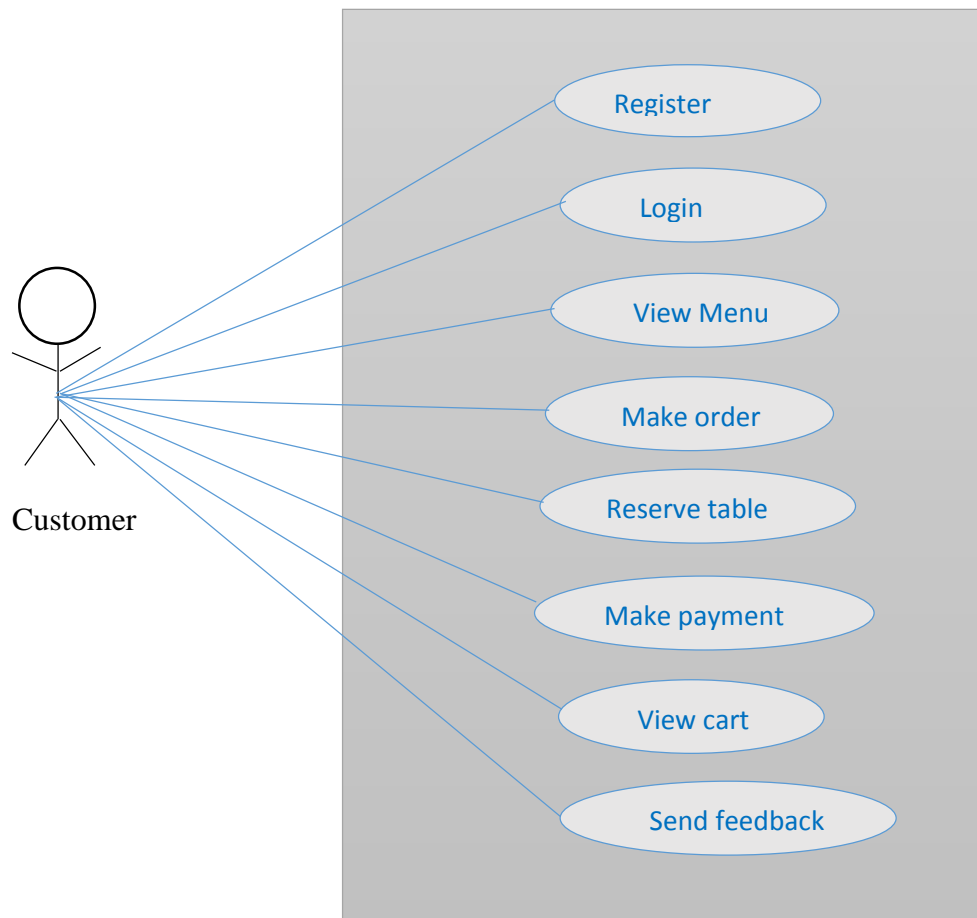 Register
Login
View Menu
Make order
Reserve table
Customer
Make payment
View cart
Send feedback